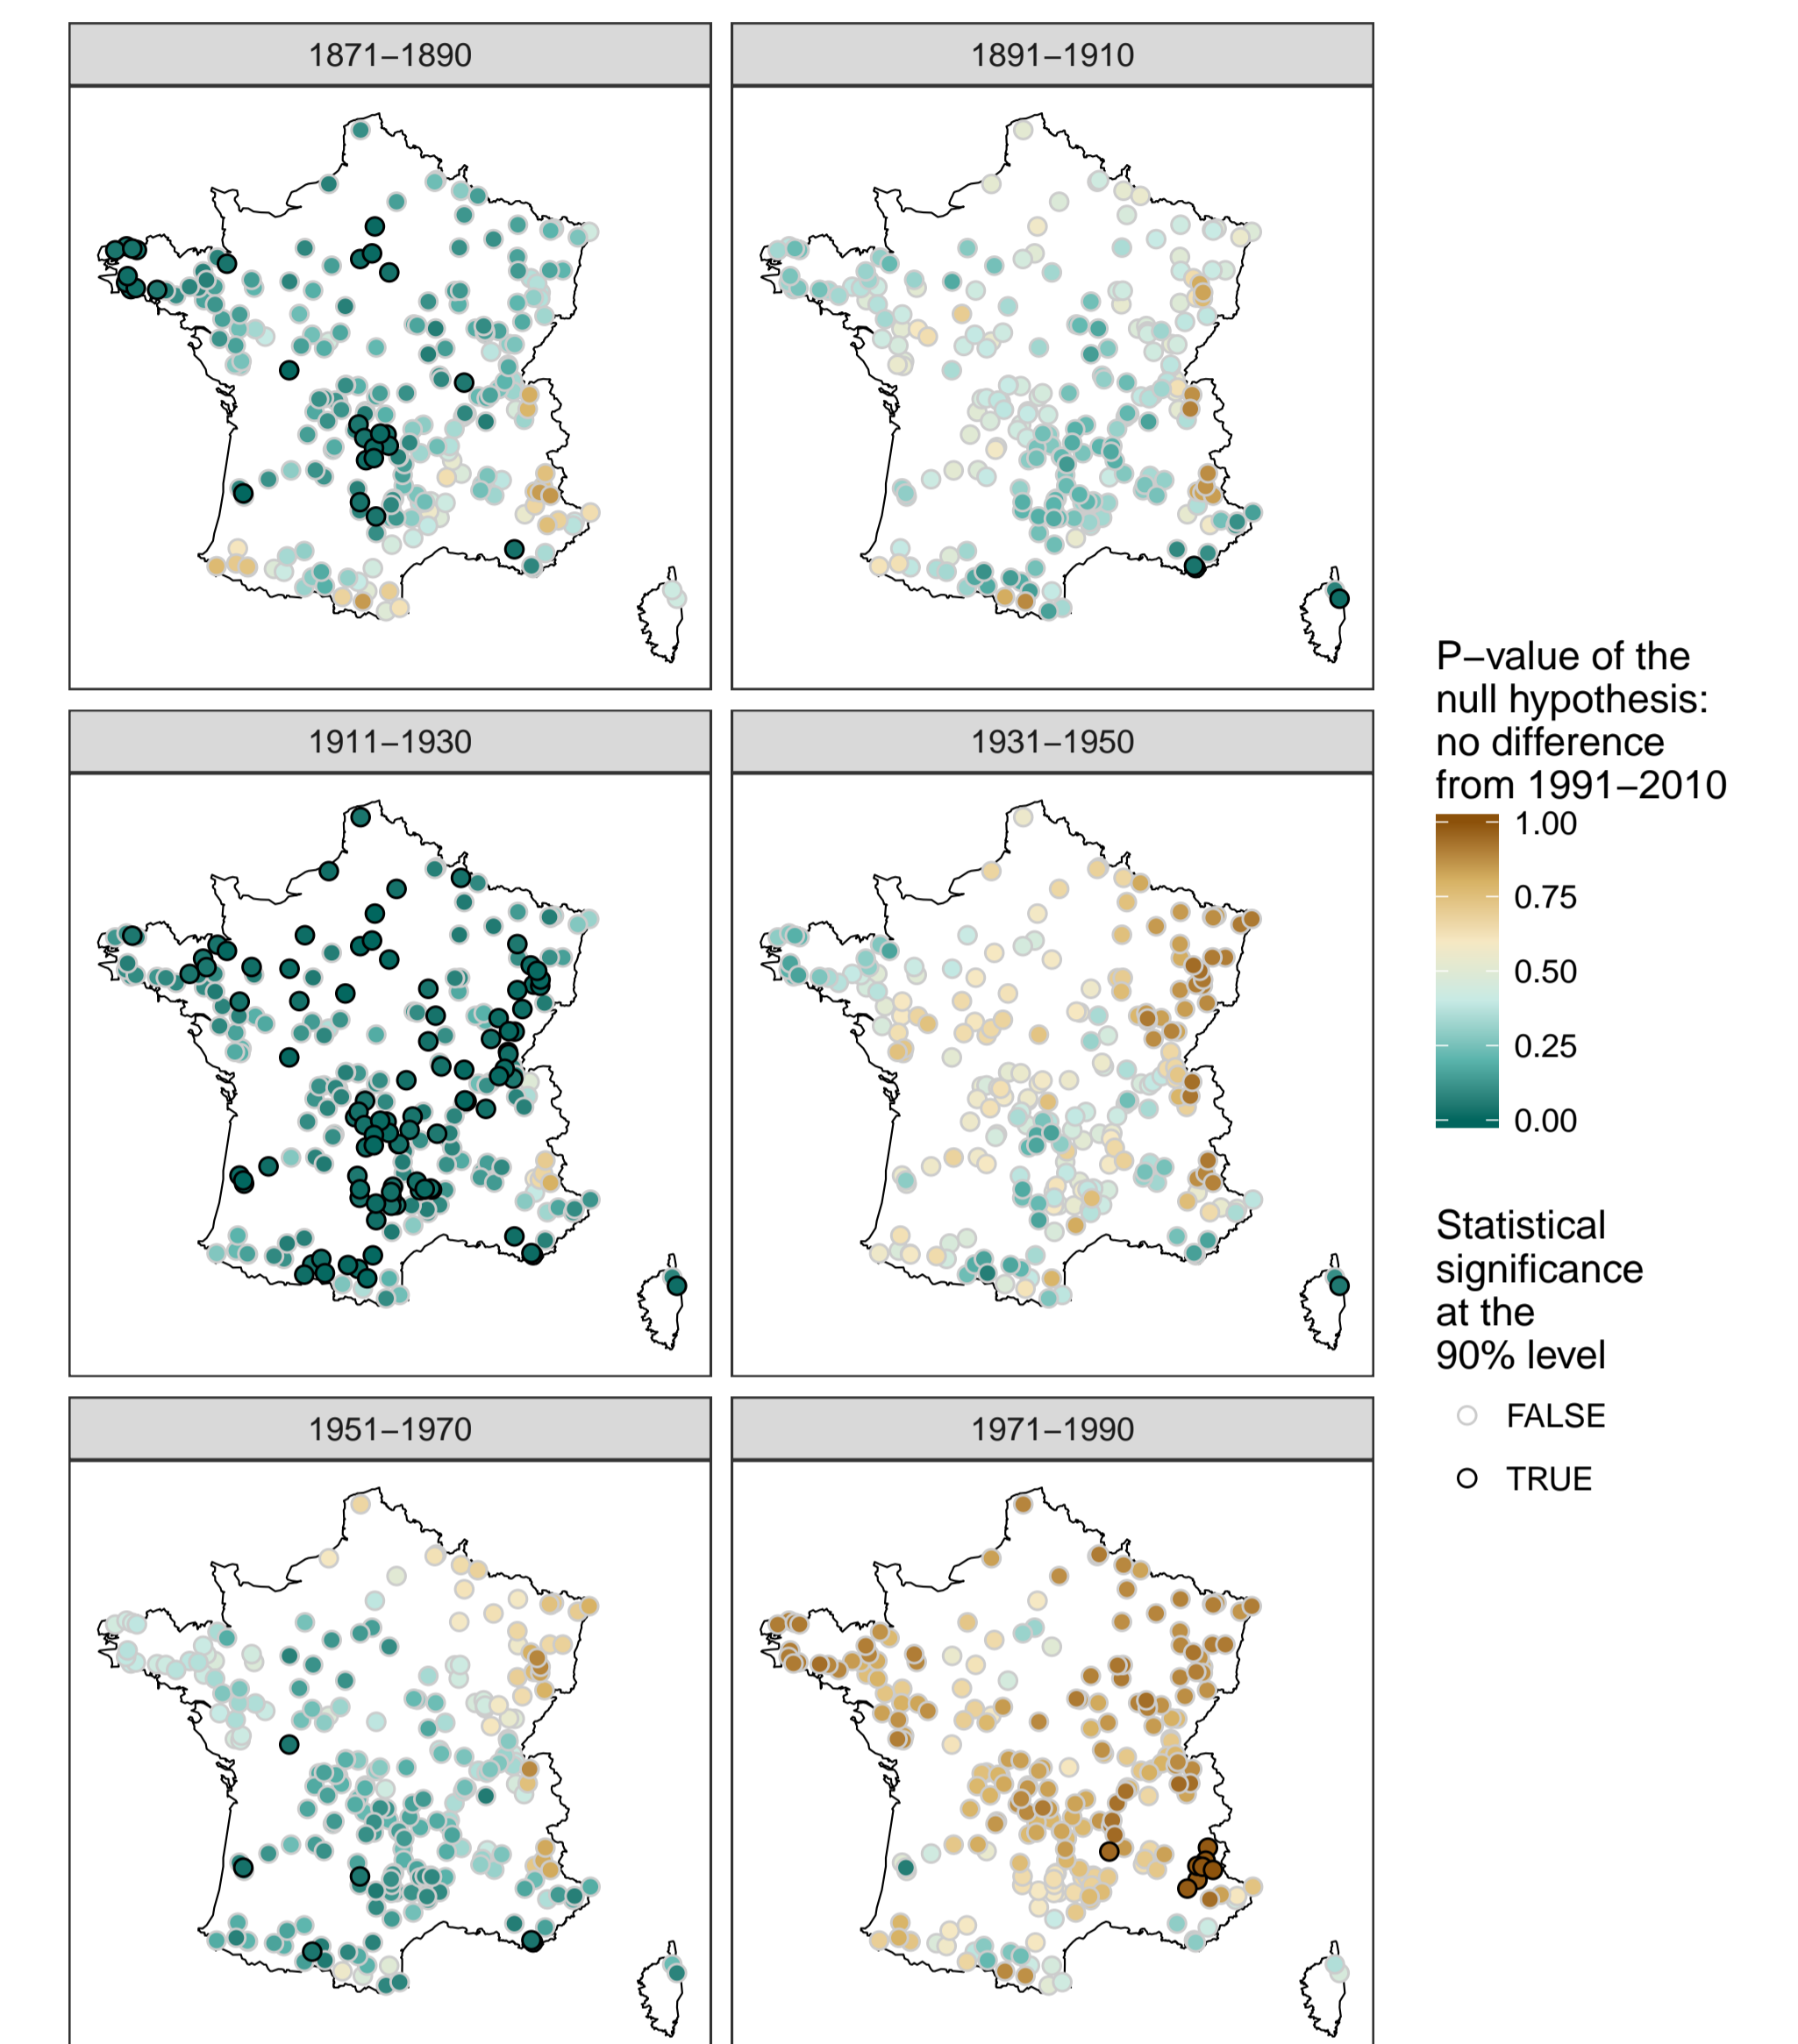 1871–1890
1891–1910
1911–1930
1931–1950
1951–1970
1971–1990
P–value of the
null hypothesis:
no difference
from 1991–2010
1.00
0.75
0.50
0.25
0.00
Statistical
significance
at the
90% level
FALSE
TRUE